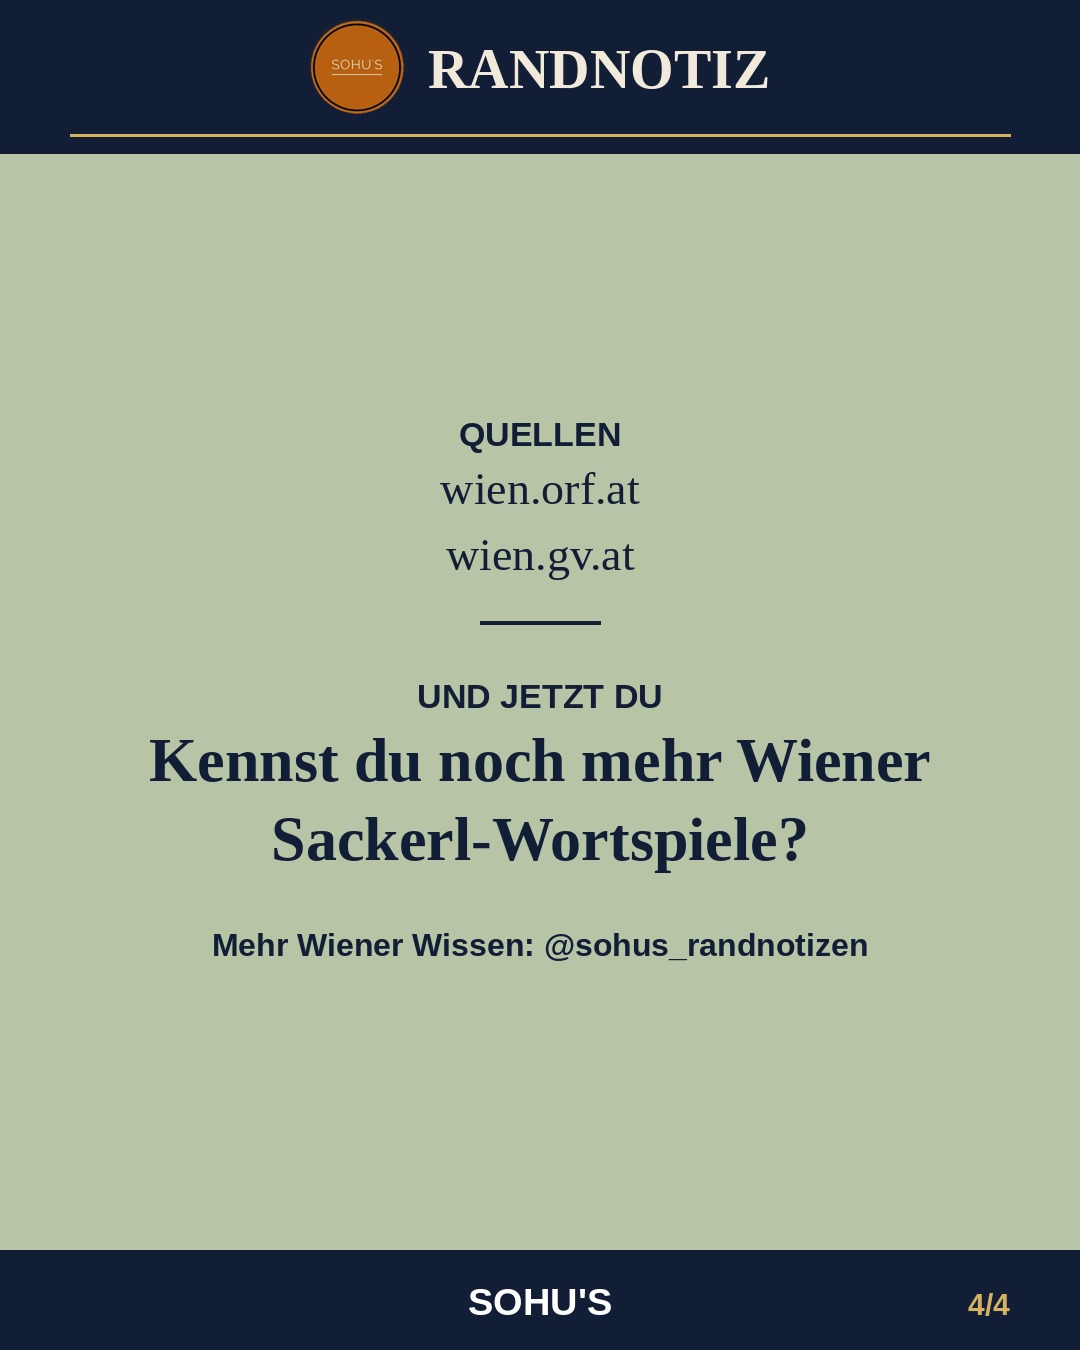 SOHU'S
RANDNOTIZ
QUELLEN
wien.orf.at
wien.gv.at
UND JETZT DU
Kennst du noch mehr Wiener
Sackerl-Wortspiele?
Mehr Wiener Wissen: @sohus_randnotizen
SOHU'S
4/4